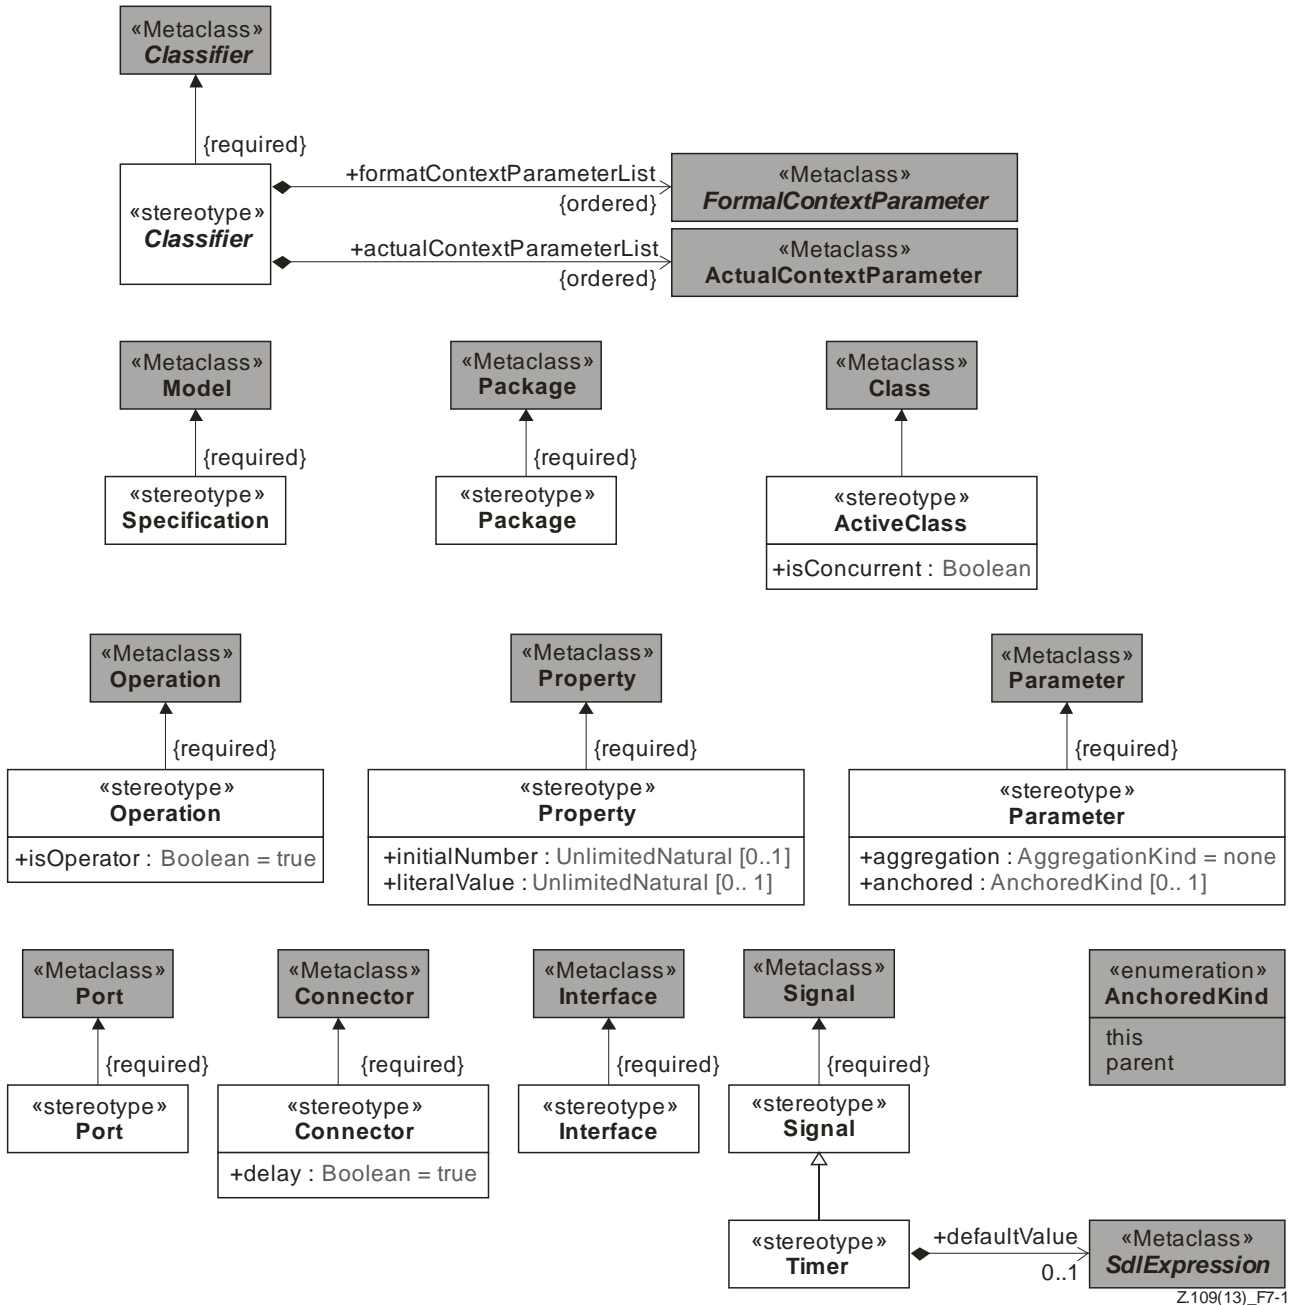 «Metaclass»
Classifier
{required}
«stereotype»
Classifier
+formatContextParameterList
{ordered}
«Metaclass»
FormalContextParameter
+actualContextParameterList
{ordered}
«Metaclass»
ActualContextParameter
«Metaclass»
Model
{required}
«stereotype»
Specification
«Metaclass»
Package
{required}
«stereotype»
Package
«Metaclass»
Class
«stereotype»
ActiveClass
+isConcurrent : Boolean
«Metaclass»
Operation
{required}
«stereotype»
Operation
+isOperator : Boolean = true
«Metaclass»
Property
{required}
«stereotype»
Property
+initialNumber : UnlimitedNatural [0..1]
+literalValue : UnlimitedNatural [0.. 1]
«Metaclass»
Parameter
{required}
«stereotype»
Parameter
+aggregation : AggregationKind = none
+anchored : AnchoredKind [0.. 1]
«Metaclass»
Port
{required}
«stereotype»
Port
«Metaclass»
Connector
{required}
«stereotype»
Connector
+delay : Boolean = true
«Metaclass»
Interface
{required}
«stereotype»
Interface
«Metaclass»
Signal
{required}
«stereotype»
Signal
«enumeration»
AnchoredKind
this
parent
«stereotype»
Timer
+defaultValue
0..1
«Metaclass»
SdlExpression
Z.109(13)_F7-1